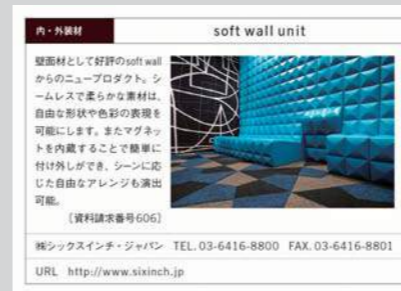 内・外装材
soft wall unit
壁面材として好評のsoft wall
からのニュープロダクト。シ
ームレスで柔らかな素材は、
自由な形状や色彩の表現を
可能にします。またマグネッ
トを内蔵することで簡単に
付け外しができ、シーンに応
じた自由なアレンジも演出
可能。
〔資料請求番号606〕
㈱シックスインチ・ジャパン TEL. 03-6416-8800 FAX. 03-6416-8801
URL http://www.sixinch.jp